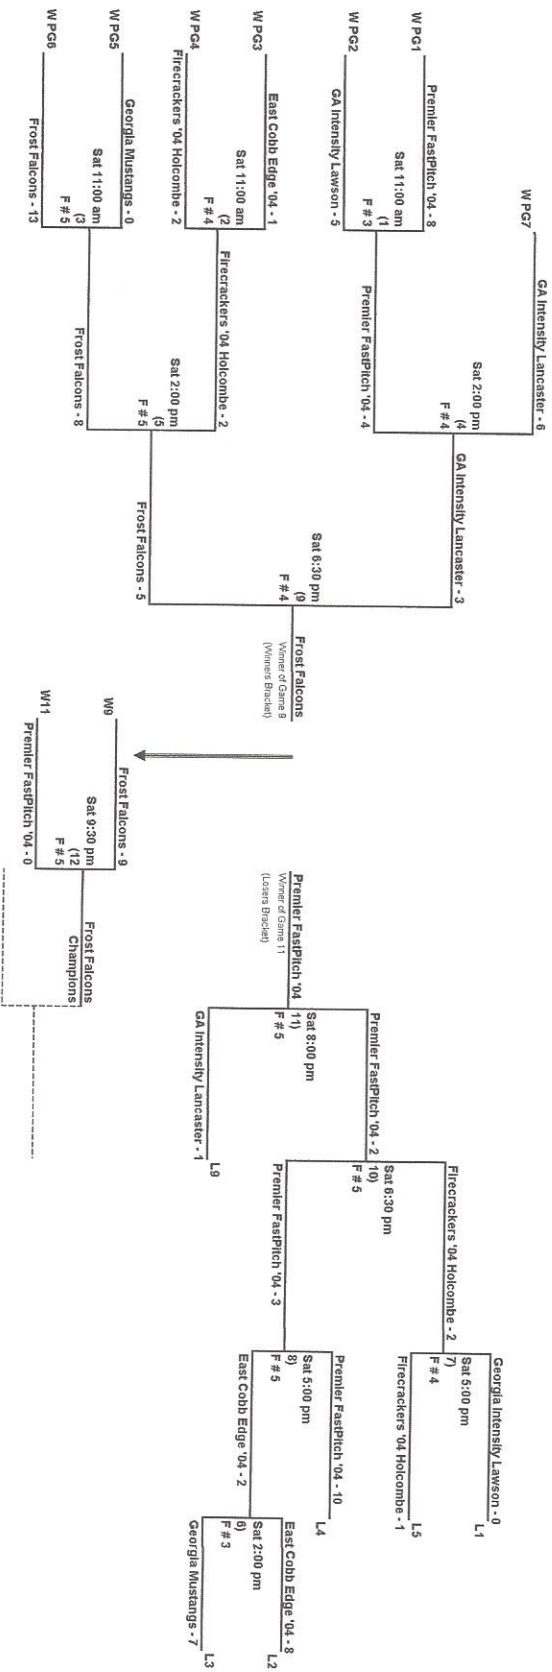 W PG7
GA Intensity Lancaster - 6
Sat 2:00 pm
(4
F # 4
GA Intensity Lancaster - 3
W PG1
Premier FastPitch '04 - 8
Sat 11:00 am
(1
F # 3
Premier FastPitch '04 - 4
W PG2
GA Intensity Lawson - 5
Sat 6:30 pm
(9
F # 4
Frost Falcons
Winner of Game 9
(Winners Bracket)
W PG3
East Cobb Edge '04 - 1
Sat 11:00 am
(2
F # 4
Firecrackers '04 Holcombe - 2
W PG4
Firecrackers '04 Holcombe - 2
Sat 2:00 pm
(5
F # 5
Frost Falcons - 5
W PG5
Georgia Mustangs - 0
Sat 11:00 am
(3
F # 5
Frost Falcons - 8
W PG6
Frost Falcons - 13
W9
Frost Falcons - 9
Sat 9:30 pm
(12
F # 5
Frost Falcons
Champions
W11
Premier FastPitch '04 - 0
Georgia Intensity Lawson - 0
L1
Sat 5:00 pm
7)
F # 4
Firecrackers '04 Holcombe - 2
Firecrackers '04 Holcombe - 1
L5
Sat 6:30 pm
10)
F # 5
Premier FastPitch '04 - 2
Premier FastPitch '04 - 10
L4
Sat 5:00 pm
8)
F # 5
Premier FastPitch '04 - 3
Sat 8:00 pm
11)
F # 5
Premier FastPitch '04
Winner of Game 11
(Losers Bracket)
East Cobb Edge '04 - 8
L2
Sat 2:00 pm
6)
F # 3
East Cobb Edge '04 - 2
Georgia Mustangs - 7
L3
GA Intensity Lancaster - 1
L9